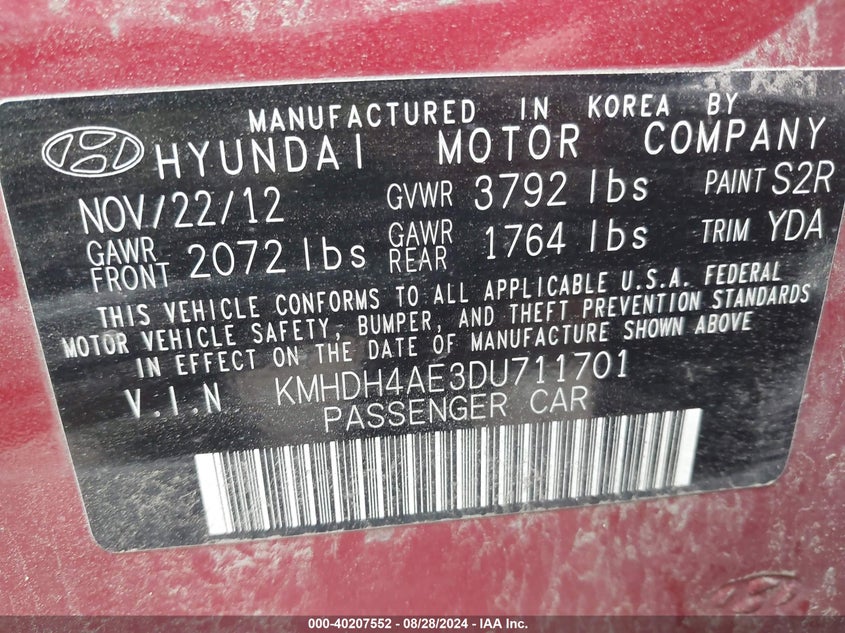 MANUFACTURED IN KOREA BY
HYUNDAI MOTOR COMPANY
NOV/22/12 GVWR 3792 lbs PAINT S2R
GAWR FRONT 2072 lbs GAWR REAR 1764 lbs TRIM YDA
THIS VEHICLE CONFORMS TO ALL APPLICABLE U.S.A. FEDERAL
MOTOR VEHICLE SAFETY, BUMPER, AND THEFT PREVENTION STANDARDS
IN EFFECT ON THE DATE OF MANUFACTURE SHOWN ABOVE
V.I.N KMHDH4AE3DU711701
PASSENGER CAR
000-40207552 - 08/28/2024 - IAA Inc.